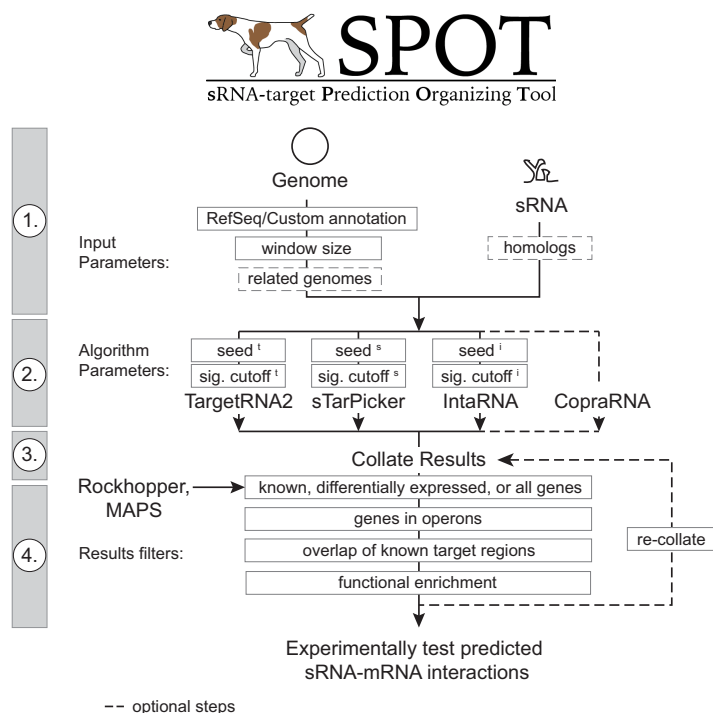 SPOT
sRNA-target Prediction Organizing Tool
1.
Genome
sRNA
RefSeq/Custom annotation
Input
Parameters:
window size
homologs
related genomes
2.
Algorithm
Parameters:
seed t
seed s
seed i
sig. cutoff t
sig. cutoff s
sig. cutoff i
TargetRNA2
sTarPicker
IntaRNA
CopraRNA
3.
Collate Results
4.
Rockhopper,
MAPS
known, differentially expressed, or all genes
genes in operons
re-collate
Results filters:
overlap of known target regions
functional enrichment
Experimentally test predicted
sRNA-mRNA interactions
-- optional steps